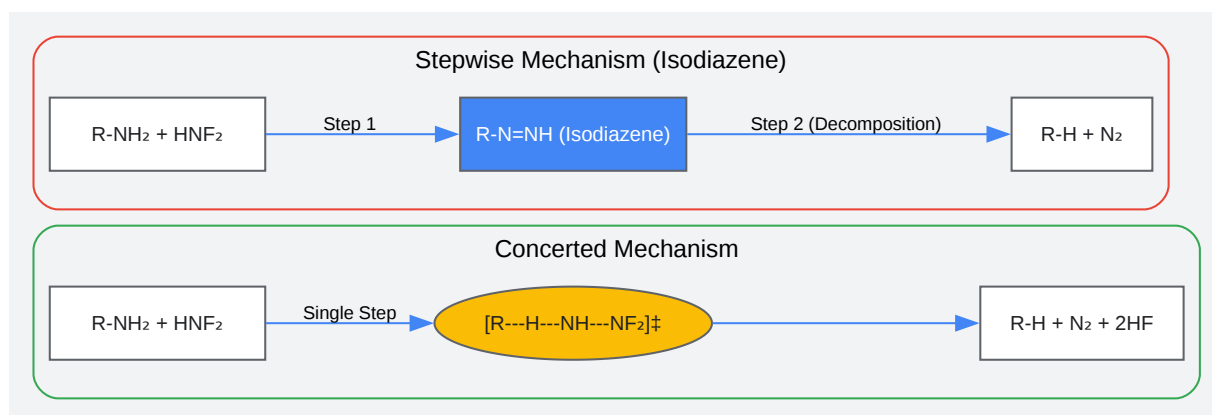 Stepwise Mechanism (Isodiazene)
R-NH₂ + HNF₂
Step 1
R-N=NH (Isodiazene)
Step 2 (Decomposition)
R-H + N₂
Concerted Mechanism
R-NH₂ + HNF₂
Single Step
[R---H---NH---NF₂]‡
R-H + N₂ + 2HF